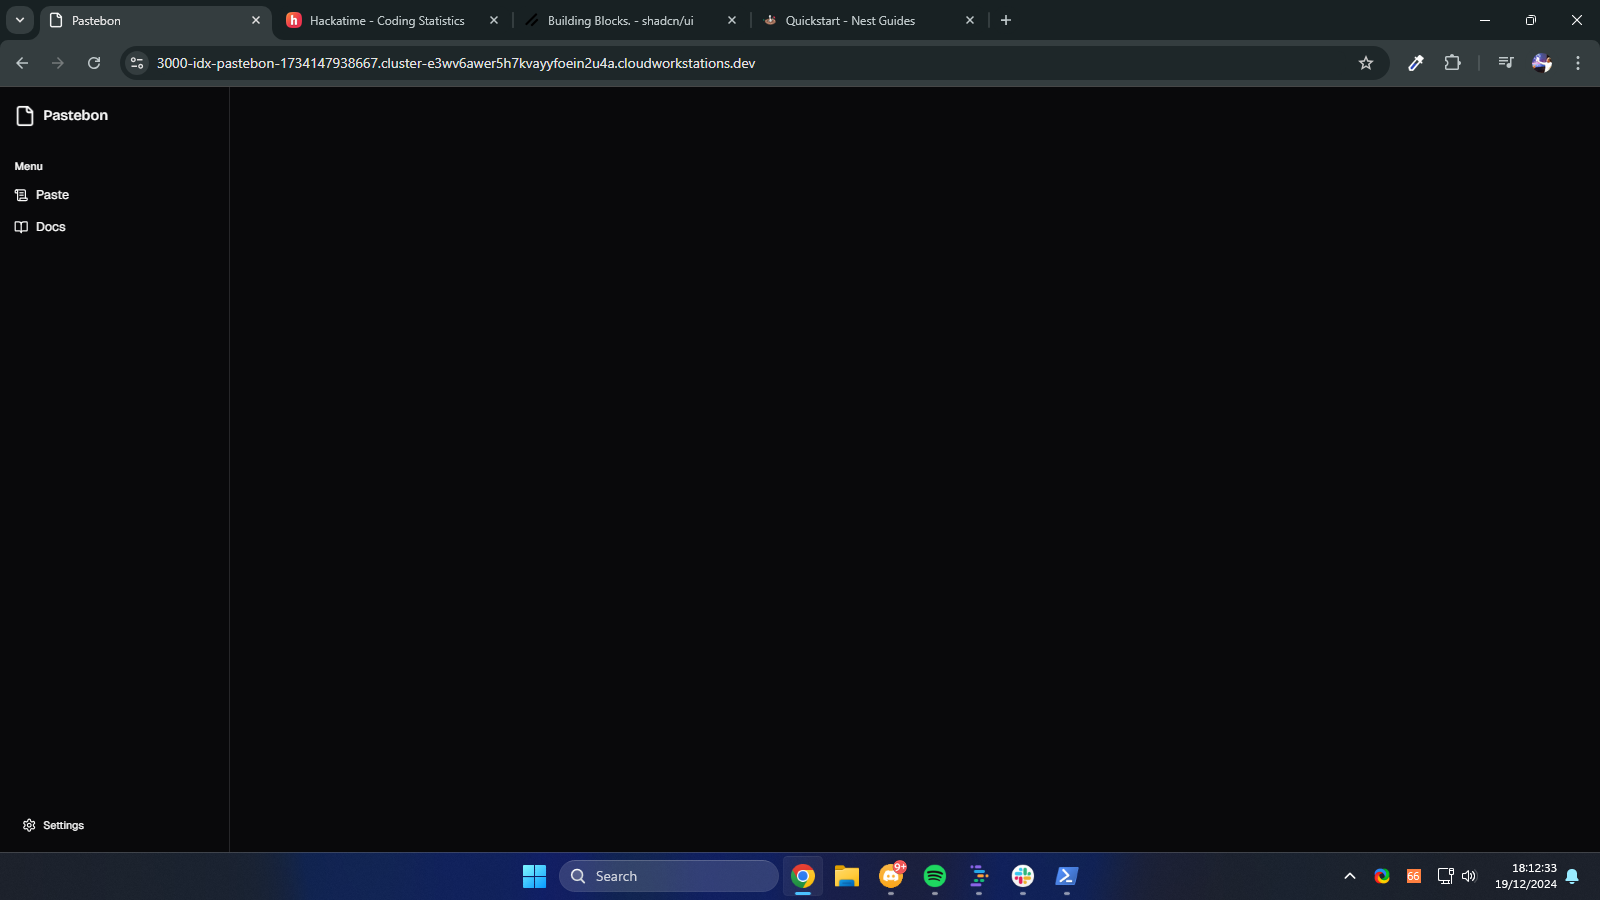 Pastebon
Hackatime - Coding Statistics
Building Blocks. - shadcn/ui
Quickstart - Nest Guides
3000-idx-pastebon-1734147938667.cluster-e3wv6awer5h7kvayyfoein2u4a.cloudworkstations.dev
Pastebon
Menu
Paste
Docs
Settings
Search
9+
66
18:12:33
19/12/2024